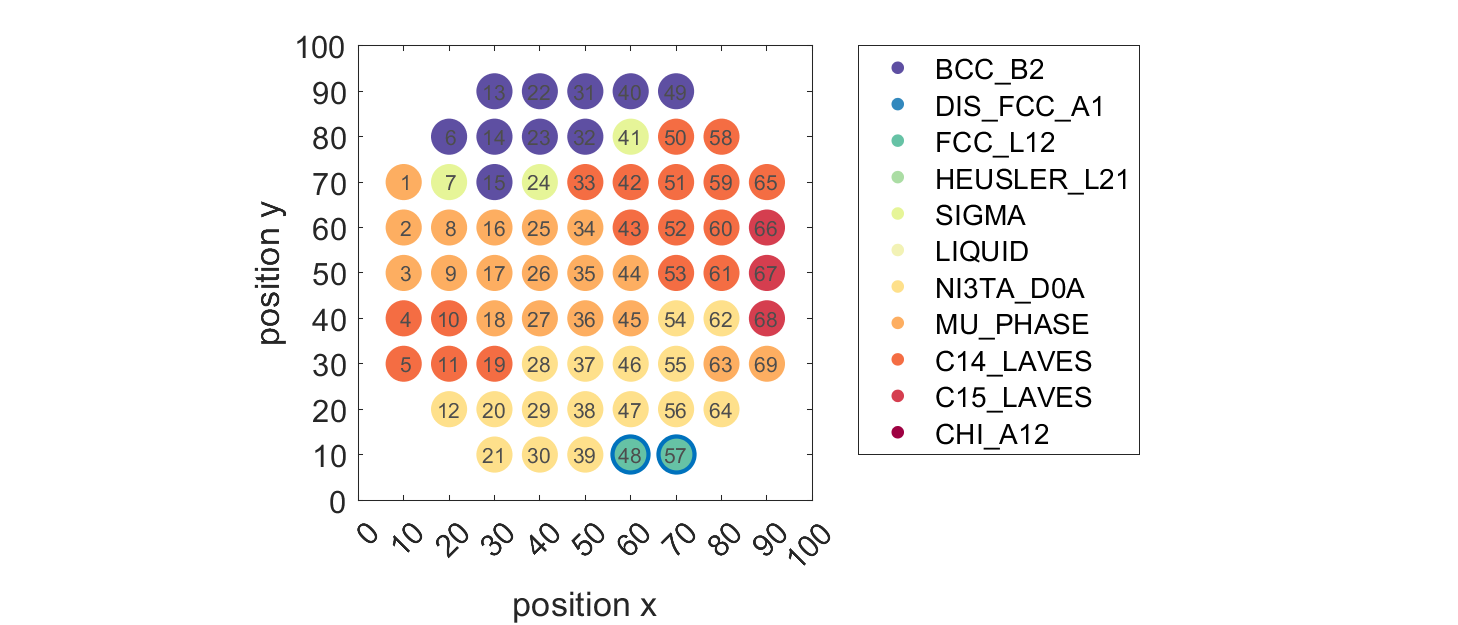 100
90
80
70
60
50
40
30
20
10
0
position y
13 22 31 40 49
6 14 23 32 41 50 58
1 7 15 24 33 42 51 59 65
2 8 16 25 34 43 52 60 66
3 9 17 26 35 44 53 61 67
4 10 18 27 36 45 54 62 68
5 11 19 28 37 46 55 63 69
12 20 29 38 47 56 64
21 30 39 48 57
0 10 20 30 40 50 60 70 80 90 100
position x
BCC_B2
DIS_FCC_A1
FCC_L12
HEUSLER_L21
SIGMA
LIQUID
NI3TA_D0A
MU_PHASE
C14_LAVES
C15_LAVES
CHI_A12